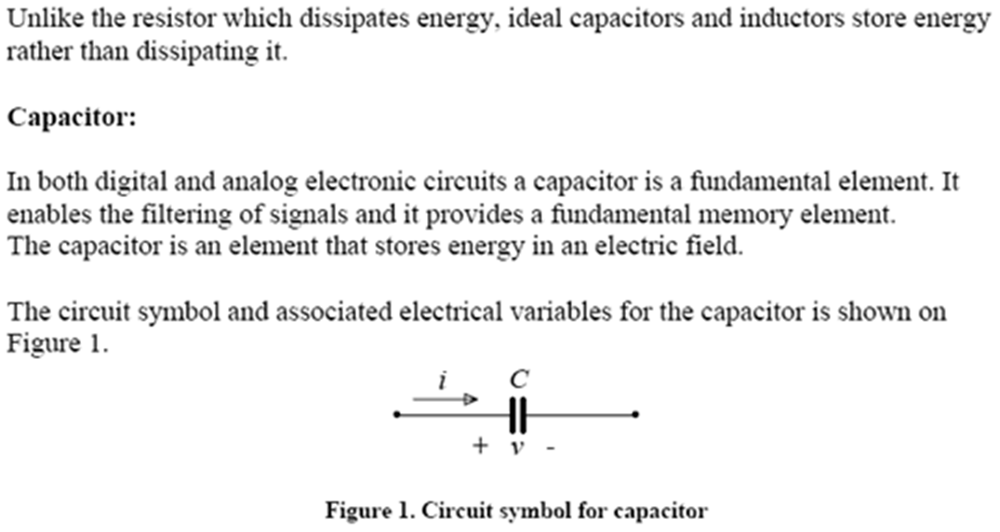 Unlike the resistor which dissipates energy, ideal capacitors and inductors store energy
rather than dissipating it.
Capacitor:
In both digital and analog electronic circuits a capacitor is a fundamental element. It
enables the filtering of signals and it provides a fundamental memory element.
The capacitor is an element that stores energy in an electric field.
The circuit symbol and associated electrical variables for the capacitor is shown on
Figure 1.
i C
+ v -
Figure 1. Circuit symbol for capacitor